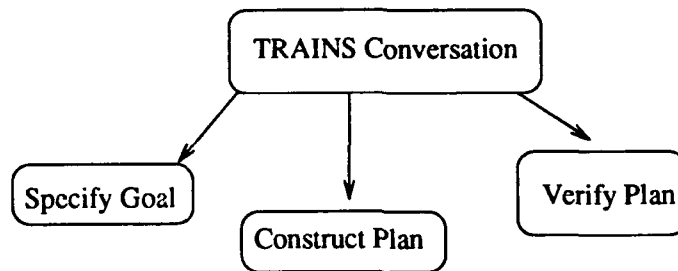 TRAINS Conversation
Specify Goal
Construct Plan
Verify Plan